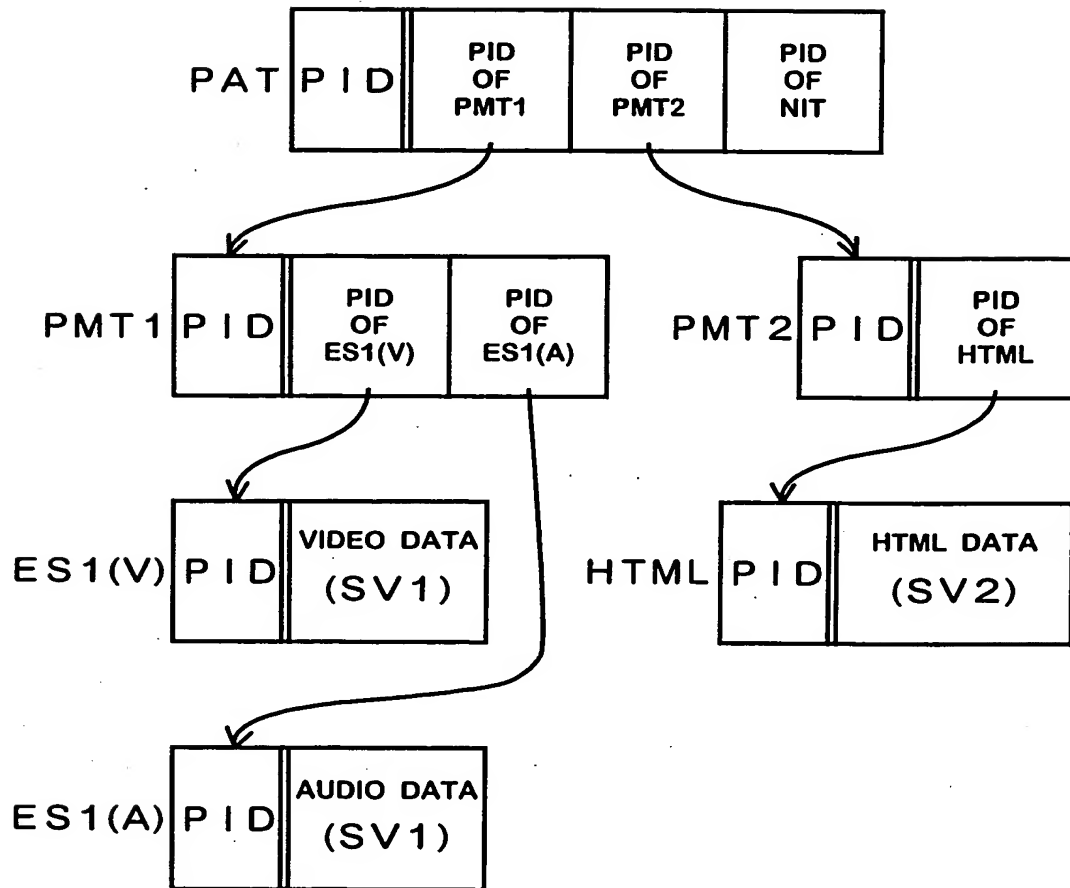 PAT
PID
PID
OF
PMT1
PID
OF
PMT2
PID
OF
NIT
PMT1
PID
PID
OF
ES1(V)
PID
OF
ES1(A)
PMT2
PID
PID
OF
HTML
ES1(V)
PID
VIDEO DATA
(SV1)
HTML
PID
HTML DATA
(SV2)
ES1(A)
PID
AUDIO DATA
(SV1)